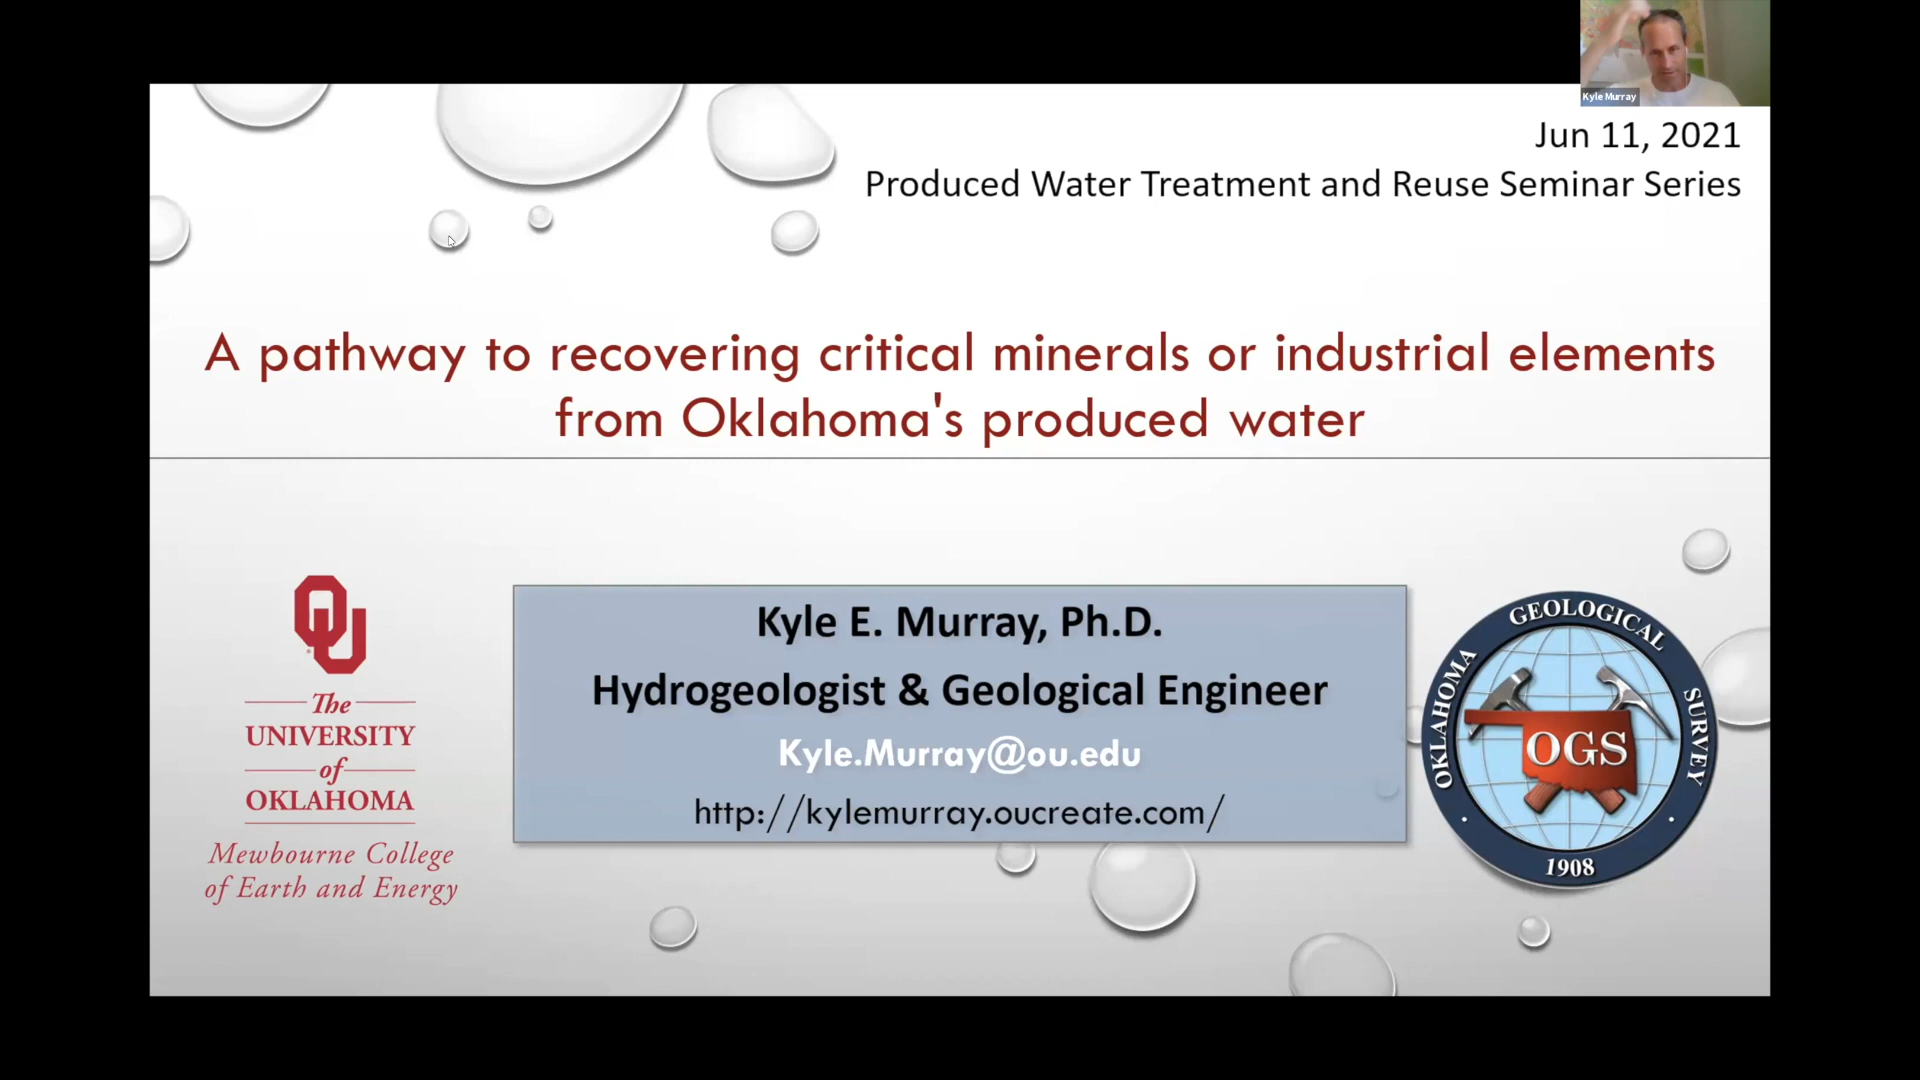 Kyle Murray
Jun 11, 2021
Produced Water Treatment and Reuse Seminar Series
A pathway to recovering critical minerals or industrial elements
from Oklahoma's produced water
The
UNIVERSITY
of
OKLAHOMA
Mewbourne College
of Earth and Energy
Kyle E. Murray, Ph.D.
Hydrogeologist & Geological Engineer
Kyle.Murray@ou.edu
http://kylemurray.oucreate.com/
OKLAHOMA GEOLOGICAL SURVEY
OGS
1908